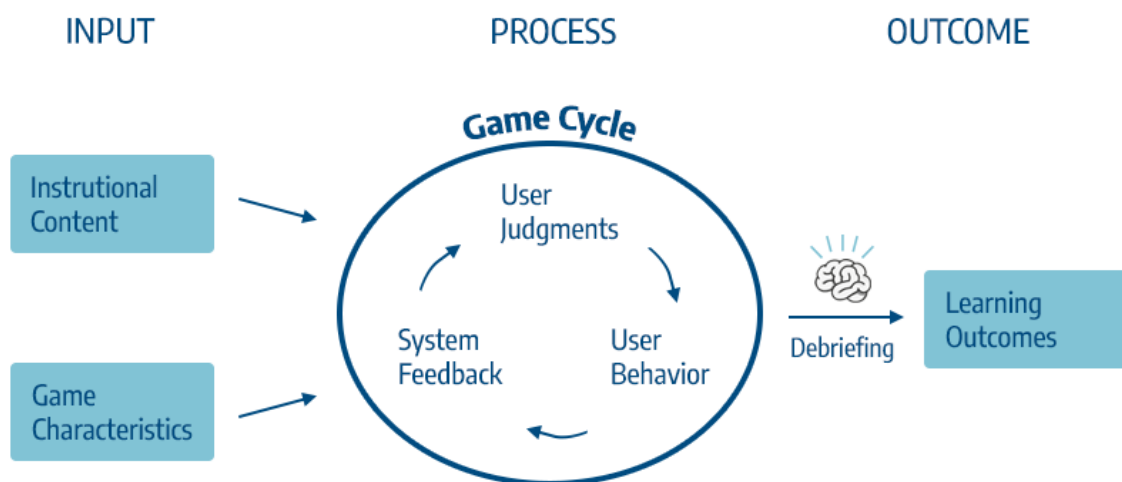 INPUT
PROCESS
OUTCOME
Game Cycle
Instrutional
Content
Game
Characteristics
User
Judgments
System
Feedback
User
Behavior
Debriefing
Learning
Outcomes